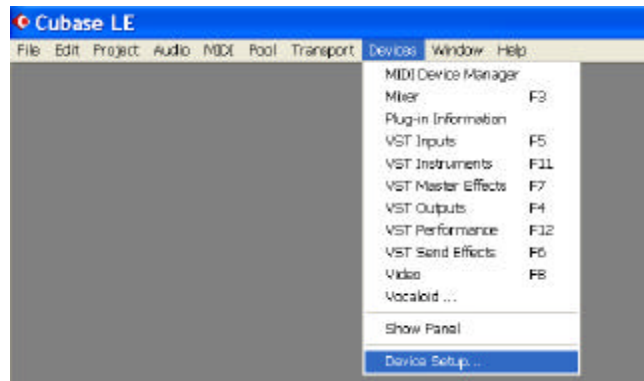 Cubase LE
File Edit Project Audio MIDI Pool Transport Devices Window Help
MIDI Device Manager
Mixer F3
Plug-in Information
VST Inputs F5
VST Instruments F11
VST Master Effects F7
VST Outputs F4
VST Performance F12
VST Send Effects F6
Video F8
Vocaloid ...
Show Panel
Device Setup...